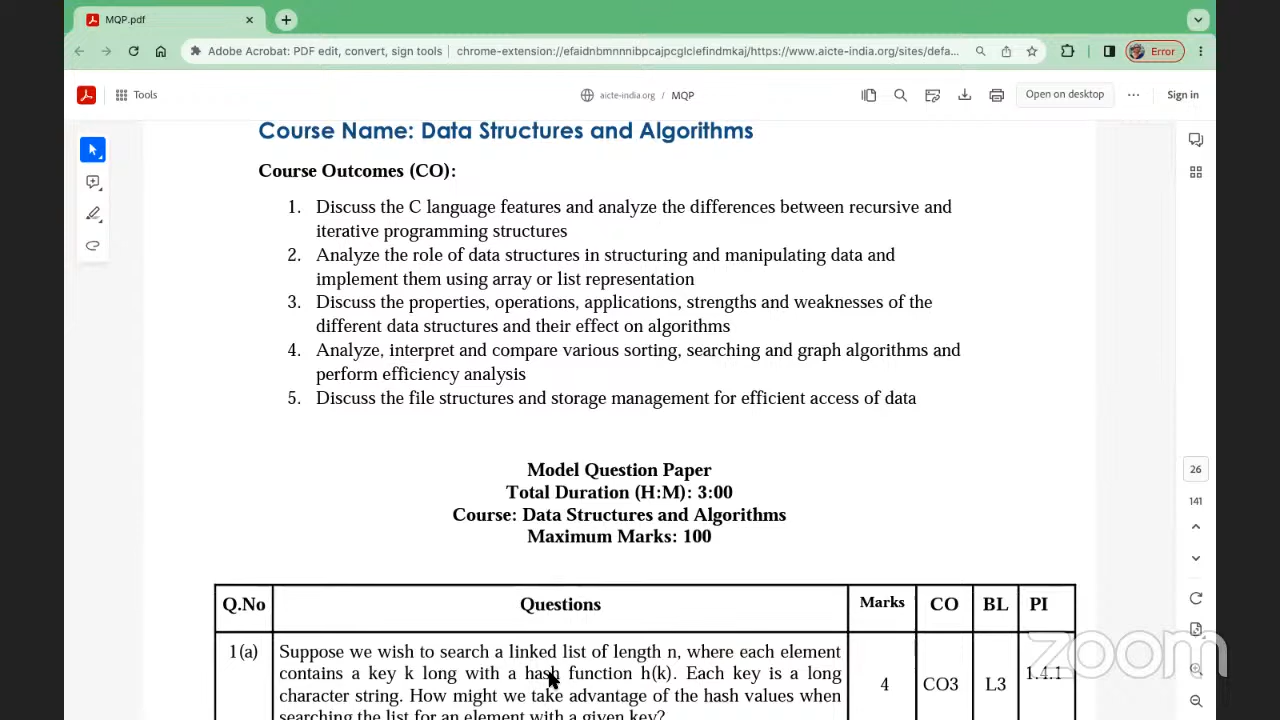 MQP.pdf
Adobe Acrobat: PDF edit, convert, sign tools
chrome-extension://efaidnbmnnnibpcajpcglclefindmkaj/https://www.aicte-india.org/sites/defa...
Error
Tools
aicte-india.org / MQP
Open on desktop
Sign in
Course Name: Data Structures and Algorithms
Course Outcomes (CO):
1. Discuss the C language features and analyze the differences between recursive and
iterative programming structures
2. Analyze the role of data structures in structuring and manipulating data and
implement them using array or list representation
3. Discuss the properties, operations, applications, strengths and weaknesses of the
different data structures and their effect on algorithms
4. Analyze, interpret and compare various sorting, searching and graph algorithms and
perform efficiency analysis
5. Discuss the file structures and storage management for efficient access of data
26
141
Model Question Paper
Total Duration (H:M): 3:00
Course: Data Structures and Algorithms
Maximum Marks: 100
Q.No Questions Marks CO BL PI
1(a) Suppose we wish to search a linked list of length n, where each element
contains a key k long with a hash function h(k). Each key is a long
character string. How might we take advantage of the hash values when
searching the list for an element with a given key?
4 CO3 L3 1.4.1
zoom